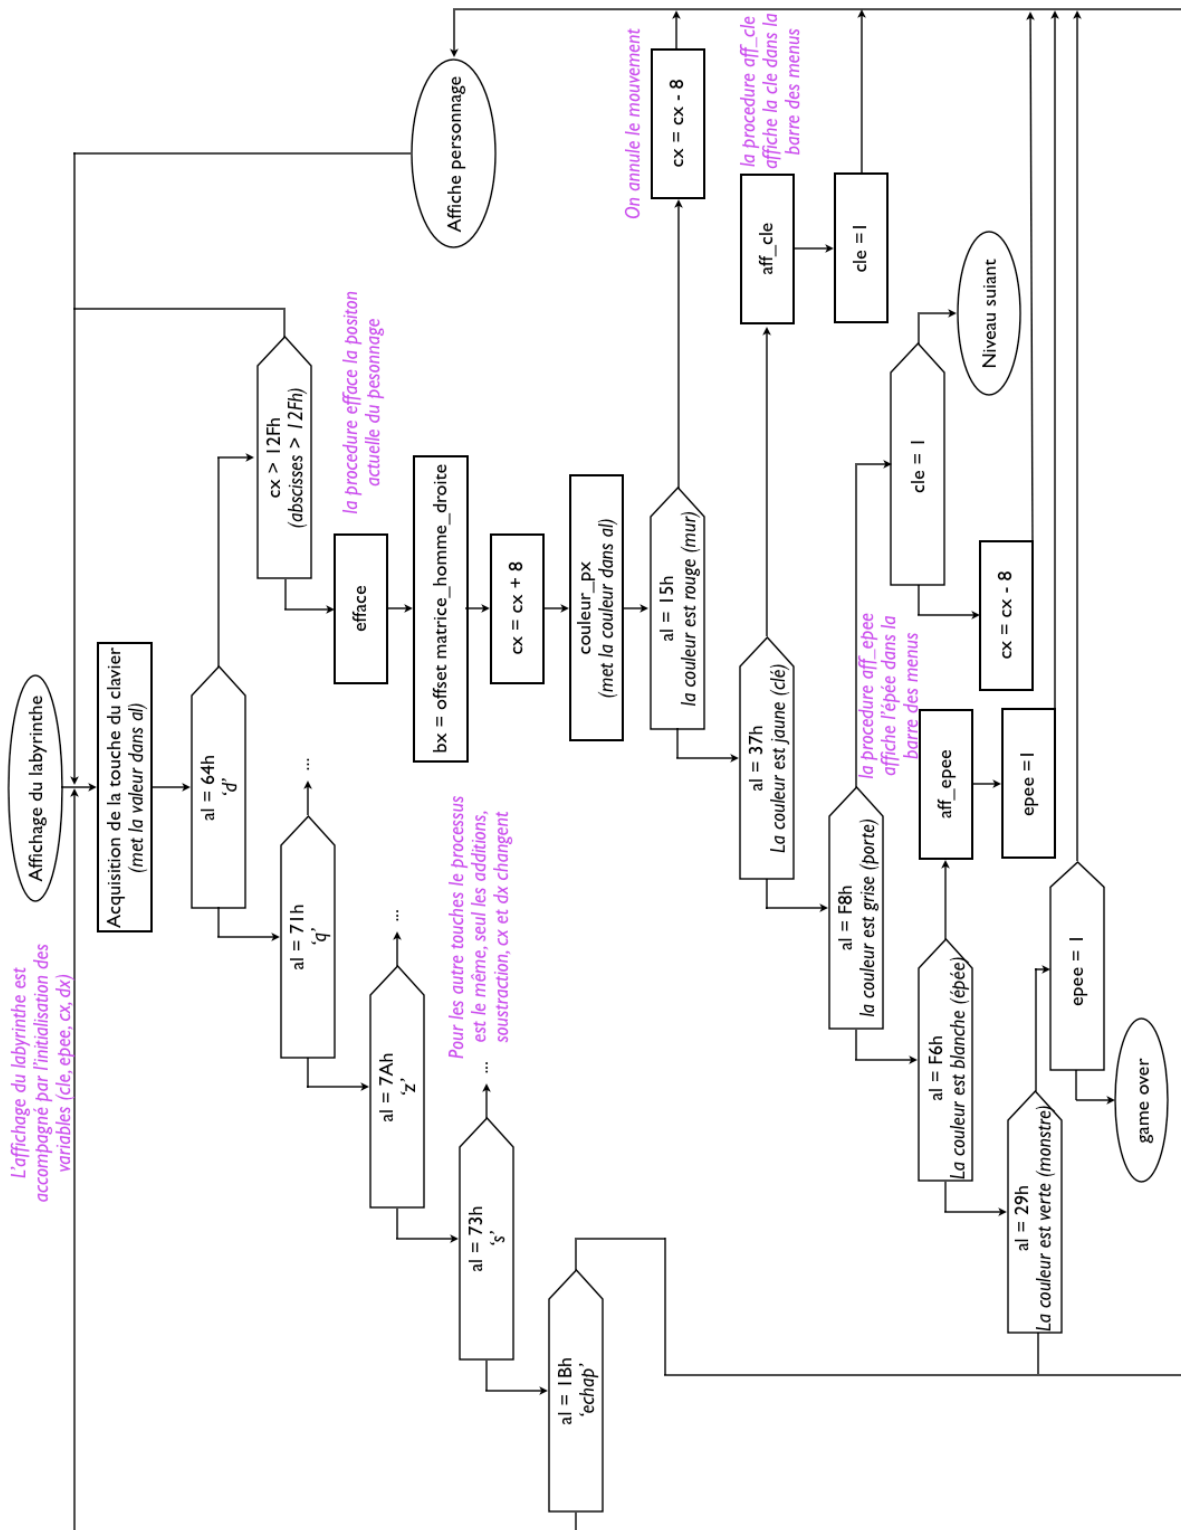 L'affichage du labyrinthe est
accompagné par l'initialisation des
variables (cle, epee, cx, dx)
Affichage du labyrinthe
Acquisition de la touche du clavier
(met la valeur dans al)
al = 64h
'd'
al = 71h
'q'
...
al = 7Ah
'z'
...
al = 73h
's'
...
al = 1Bh
'echap'
Pour les autre touches le processus
est le même, seul les additions,
soustraction, cx et dx changent
cx > 12Fh
(abscisses > 12Fh)
la procedure efface la positon
actuelle du pesonnage
efface
bx = offset matrice_homme_droite
cx = cx + 8
couleur_px
(met la couleur dans al)
al = 15h
la couleur est rouge (mur)
On annule le mouvement
cx = cx - 8
Affiche personnage
al = 37h
La couleur est jaune (clé)
la procedure aff_cle
affiche la cle dans la
barre des menus
aff_cle
cle =1
al = F8h
la couleur est grise (porte)
cle = 1
Niveau suiant
cx = cx - 8
al = F6h
La couleur est blanche (épée)
la procedure aff_epee
affiche l'épée dans la
barre des menus
aff_epee
epee =1
al = 29h
La couleur est verte (monstre)
epee = 1
game over